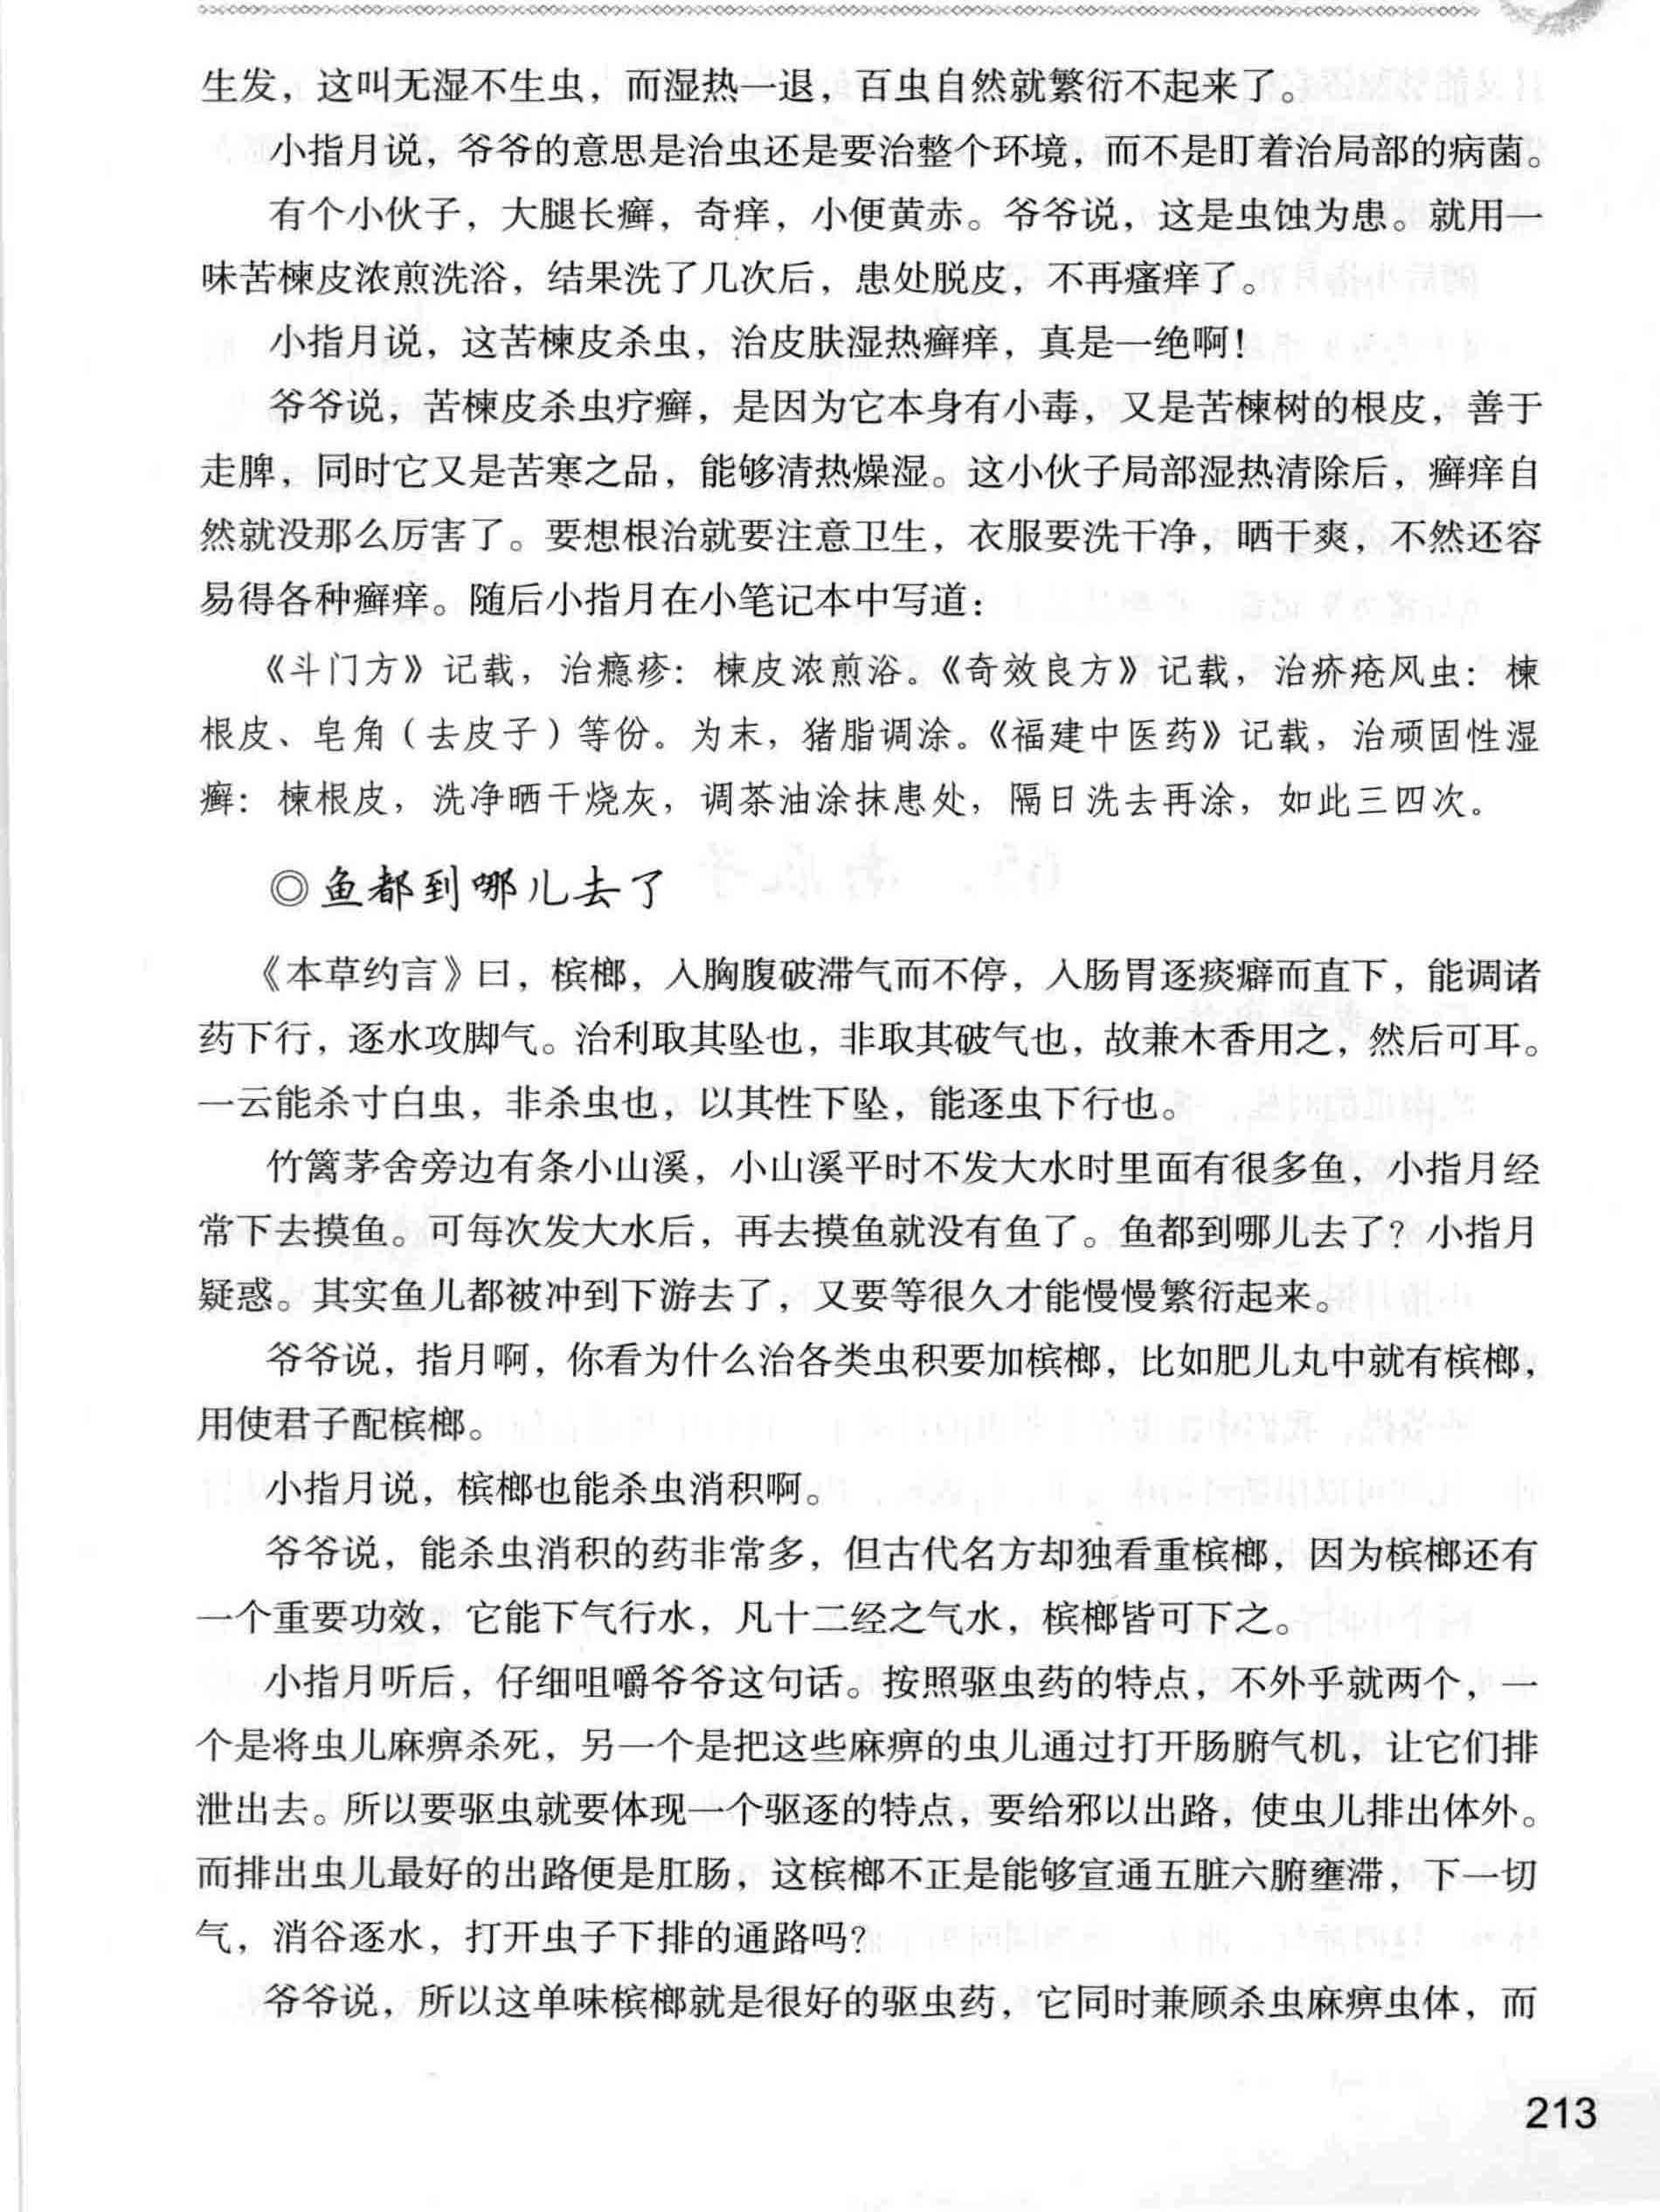 生发，这叫无湿不生虫，而湿热一退，百虫自然就繁衍不起来了。
小指月说，爷爷的意思是治虫还是要治整个环境，而不是盯着治局部的病菌。
有个小伙子，大腿长癣，奇痒，小便黄赤。爷爷说，这是虫蚀为患。就用一
味苦楝皮浓煎洗浴，结果洗了几次后，患处脱皮，不再瘙痒了。
小指月说，这苦楝皮杀虫，治皮肤湿热癣痒，真是一绝啊！
爷爷说，苦楝皮杀虫疗癣，是因为它本身有小毒，又是苦楝树的根皮，善于
走脾，同时它又是苦寒之品，能够清热燥湿。这小伙子局部湿热清除后，癣痒自
然就没那么厉害了。要想根治就要注意卫生，衣服要洗干净，晒干爽，不然还容
易得各种癣痒。随后小指月在小笔记本中写道：
《斗门方》记载，治瘾疹：楝皮浓煎浴。《奇效良方》记载，治疥疮风虫：楝
根皮、皂角（去皮子）等份。为末，猪脂调涂。《福建中医药》记载，治顽固性湿
癣：楝根皮，洗净晒干烧灰，调茶油涂抹患处，隔日洗去再涂，如此三四次。
◎鱼都到哪儿去了
《本草约言》曰，槟榔，入胸腹破滞气而不停，入肠胃逐痰癖而直下，能调诸
药下行，逐水攻脚气。治利取其坠也，非取其破气也，故兼木香用之，然后可耳。
一云能杀寸白虫，非杀虫也，以其性下坠，能逐虫下行也。
竹篱茅舍旁边有条小山溪，小山溪平时不发大水时里面有很多鱼，小指月经
常下去摸鱼。可每次发大水后，再去摸鱼就没有鱼了。鱼都到哪儿去了？小指月
疑惑。其实鱼儿都被冲到下游去了，又要等很久才能慢慢繁衍起来。
爷爷说，指月啊，你看为什么治各类虫积要加槟榔，比如肥儿丸中就有槟榔，
用使君子配槟榔。
小指月说，槟榔也能杀虫消积啊。
爷爷说，能杀虫消积的药非常多，但古代名方却独看重槟榔，因为槟榔还有
一个重要功效，它能下气行水，凡十二经之气水，槟榔皆可下之。
小指月听后，仔细咀嚼爷爷这句话。按照驱虫药的特点，不外乎就两个，一
个是将虫儿麻痹杀死，另一个是把这些麻痹的虫儿通过打开肠腑气机，让它们排
泄出去。所以要驱虫就要体现一个驱逐的特点，要给邪以出路，使虫儿排出体外。
而排出虫儿最好的出路便是肛肠，这槟榔不正是能够宣通五脏六腑壅滞，下一切
气，消谷逐水，打开虫子下排的通路吗？
爷爷说，所以这单味槟榔就是很好的驱虫药，它同时兼顾杀虫麻痹虫体，而
213